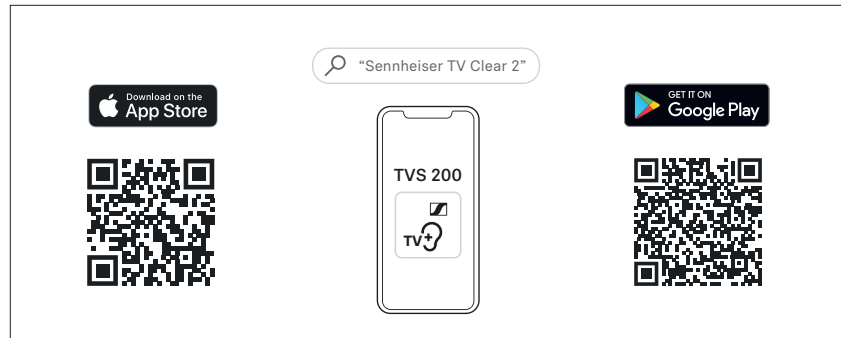 “Sennheiser TV Clear 2”
Download on the
App Store
GET IT ON
Google Play
TVS 200
TV+